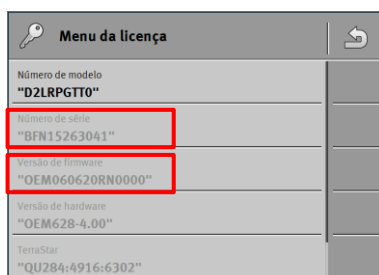 Menu da licença
Número de modelo
"D2LRPGTT0"
Número de série
"BFN15263041"
Versão de firmware
"OEM060620RN0000"
Versão de hardware
"OEM628-4.00"
TerraStar
"QU284:4916:6302"